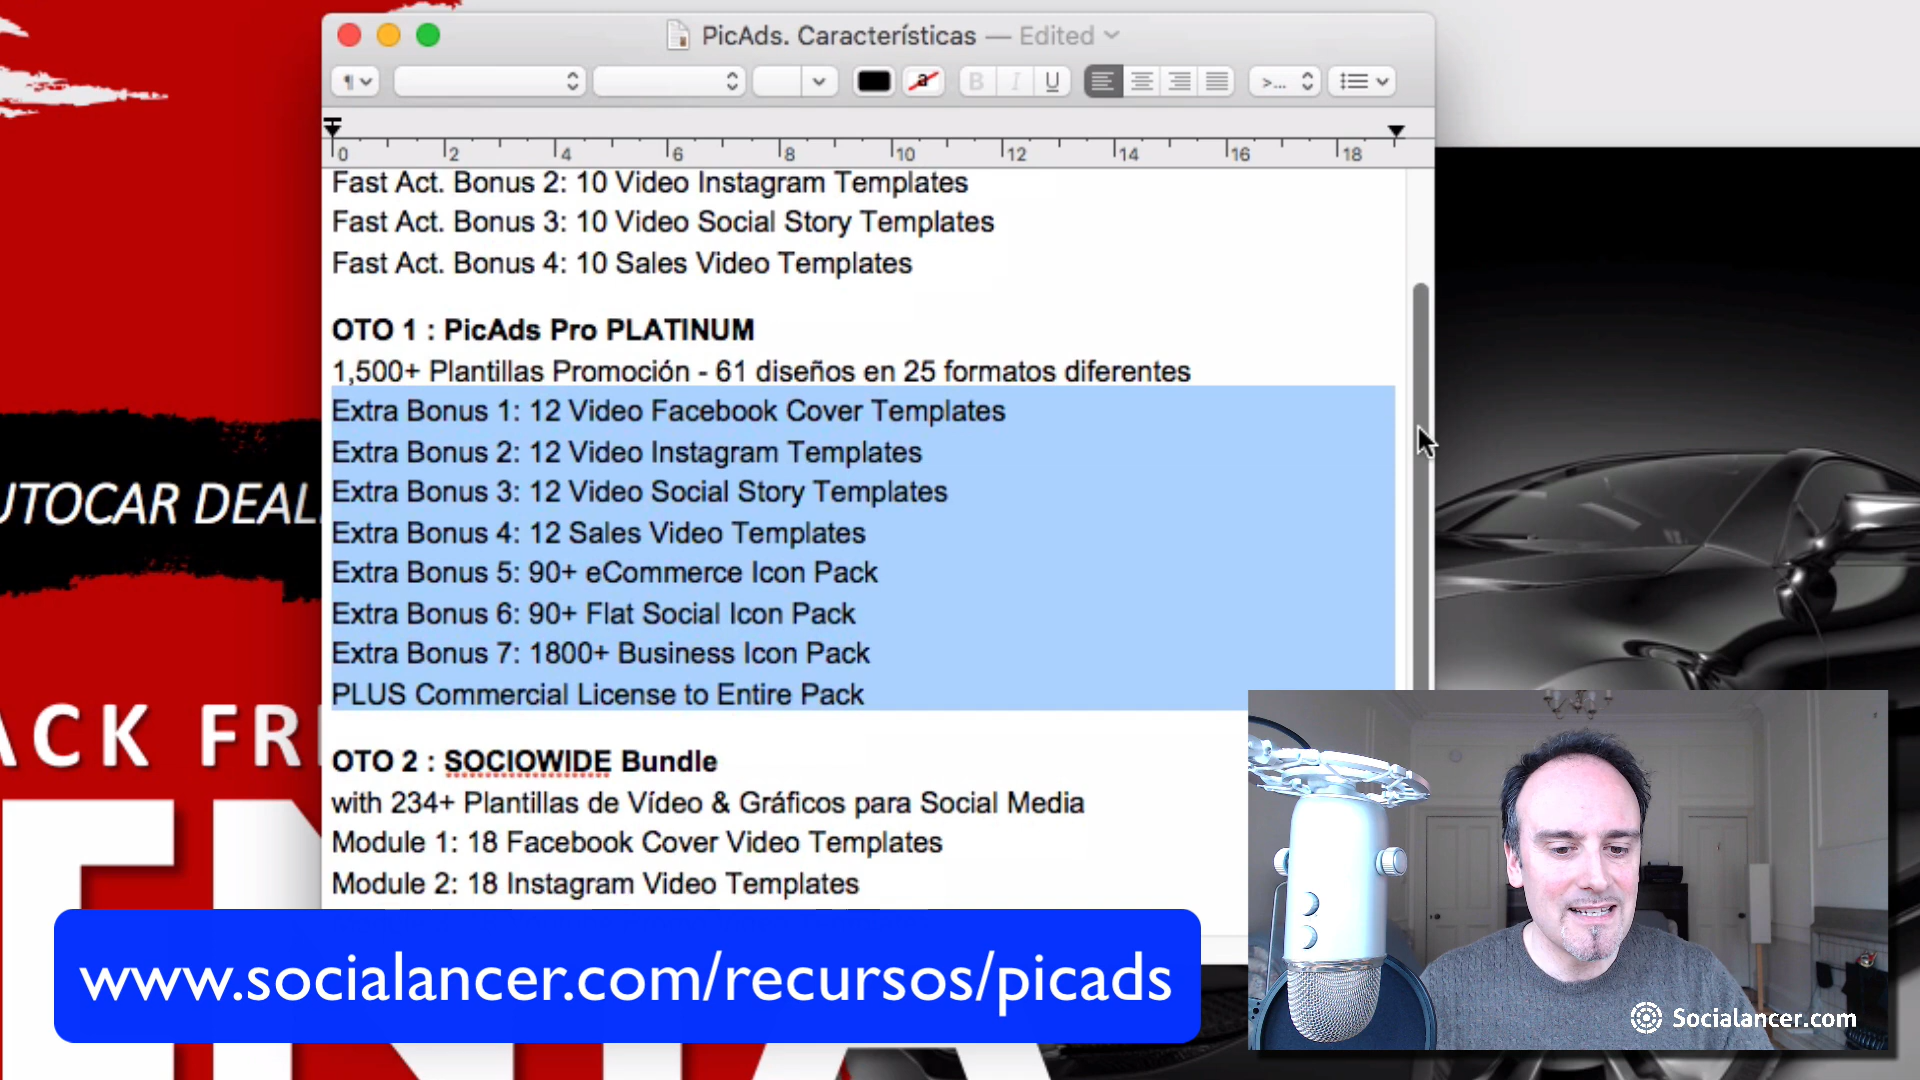 PicAds. Características — Edited
¶
a
B I U
>...
0 2 4 6 8 10 12 14 16 18
Fast Act. Bonus 2: 10 Video Instagram Templates
Fast Act. Bonus 3: 10 Video Social Story Templates
Fast Act. Bonus 4: 10 Sales Video Templates
OTO 1 : PicAds Pro PLATINUM
1,500+ Plantillas Promoción - 61 diseños en 25 formatos diferentes
Extra Bonus 1: 12 Video Facebook Cover Templates
Extra Bonus 2: 12 Video Instagram Templates
Extra Bonus 3: 12 Video Social Story Templates
Extra Bonus 4: 12 Sales Video Templates
Extra Bonus 5: 90+ eCommerce Icon Pack
Extra Bonus 6: 90+ Flat Social Icon Pack
Extra Bonus 7: 1800+ Business Icon Pack
PLUS Commercial License to Entire Pack
OTO 2 : SOCIOWIDE Bundle
with 234+ Plantillas de Vídeo & Gráficos para Social Media
Module 1: 18 Facebook Cover Video Templates
Module 2: 18 Instagram Video Templates
UTOCAR DEAL
ACK FRI
www.socialancer.com/recursos/picads
Socialancer.com